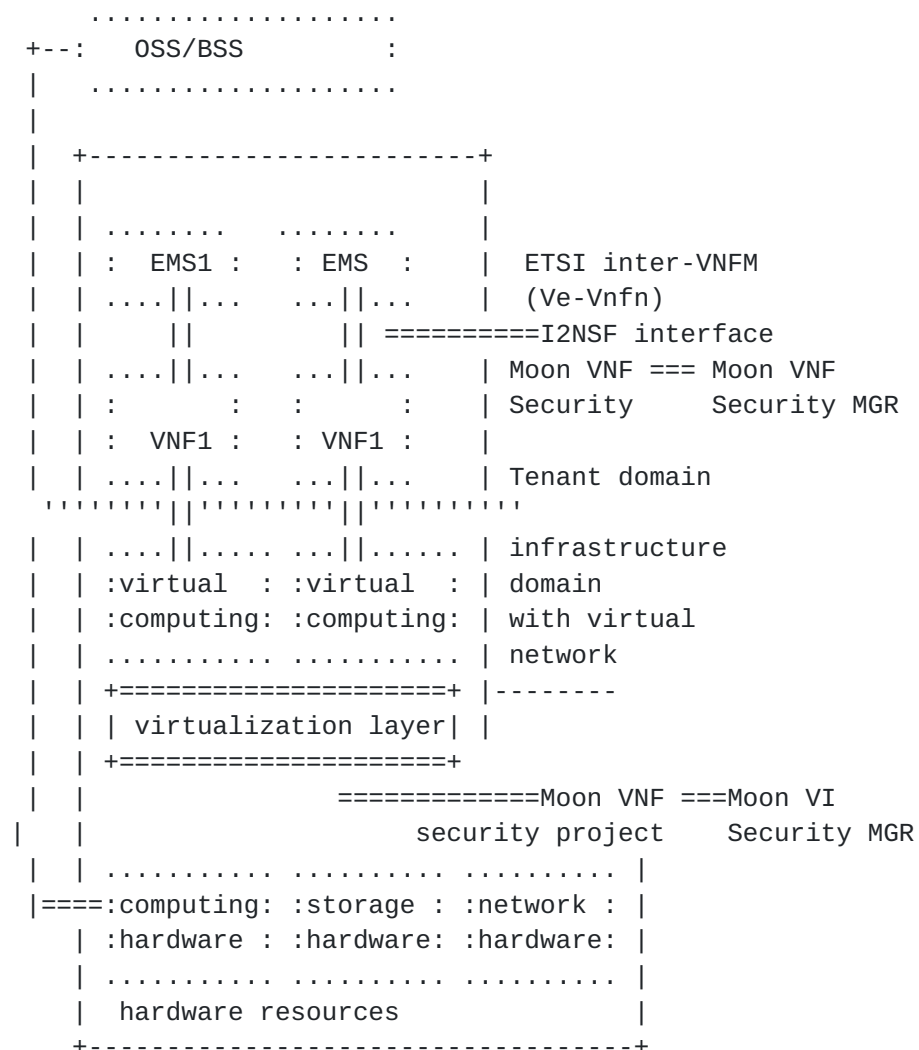 ....................
+--:   OSS/BSS         :
|   ....................
|
|  +-------------------------+
|  |                         |
|  | ........   ........     |
|  | :  EMS1 :   : EMS  :    |  ETSI inter-VNFM
|  | ....||...   ...||...    |  (Ve-Vnfn)
|  |     ||         || ==========I2NSF interface
|  | ....||...   ...||...    | Moon VNF === Moon VNF
|  | :       :   :      :    | Security     Security MGR
|  | :  VNF1 :   : VNF1 :    |
|  | ....||...   ...||...    | Tenant domain
''''''''||'''''''''||''''''''''
|  | ....||..... ...||...... | infrastructure
|  | :virtual  : :virtual  : | domain
|  | :computing: :computing: | with virtual
|  | ........... ........... | network
|  | +=====================+ |--------
|  | | virtualization layer| |
|  | +=====================+
|  |                =============Moon VNF ===Moon VI
|   |                     security project    Security MGR
|  | ........... .......... .......... |
|====:computing: :storage : :network : |
| :hardware : :hardware: :hardware: |
| ........... .......... .......... |
|  hardware resources               |
+-----------------------------------+